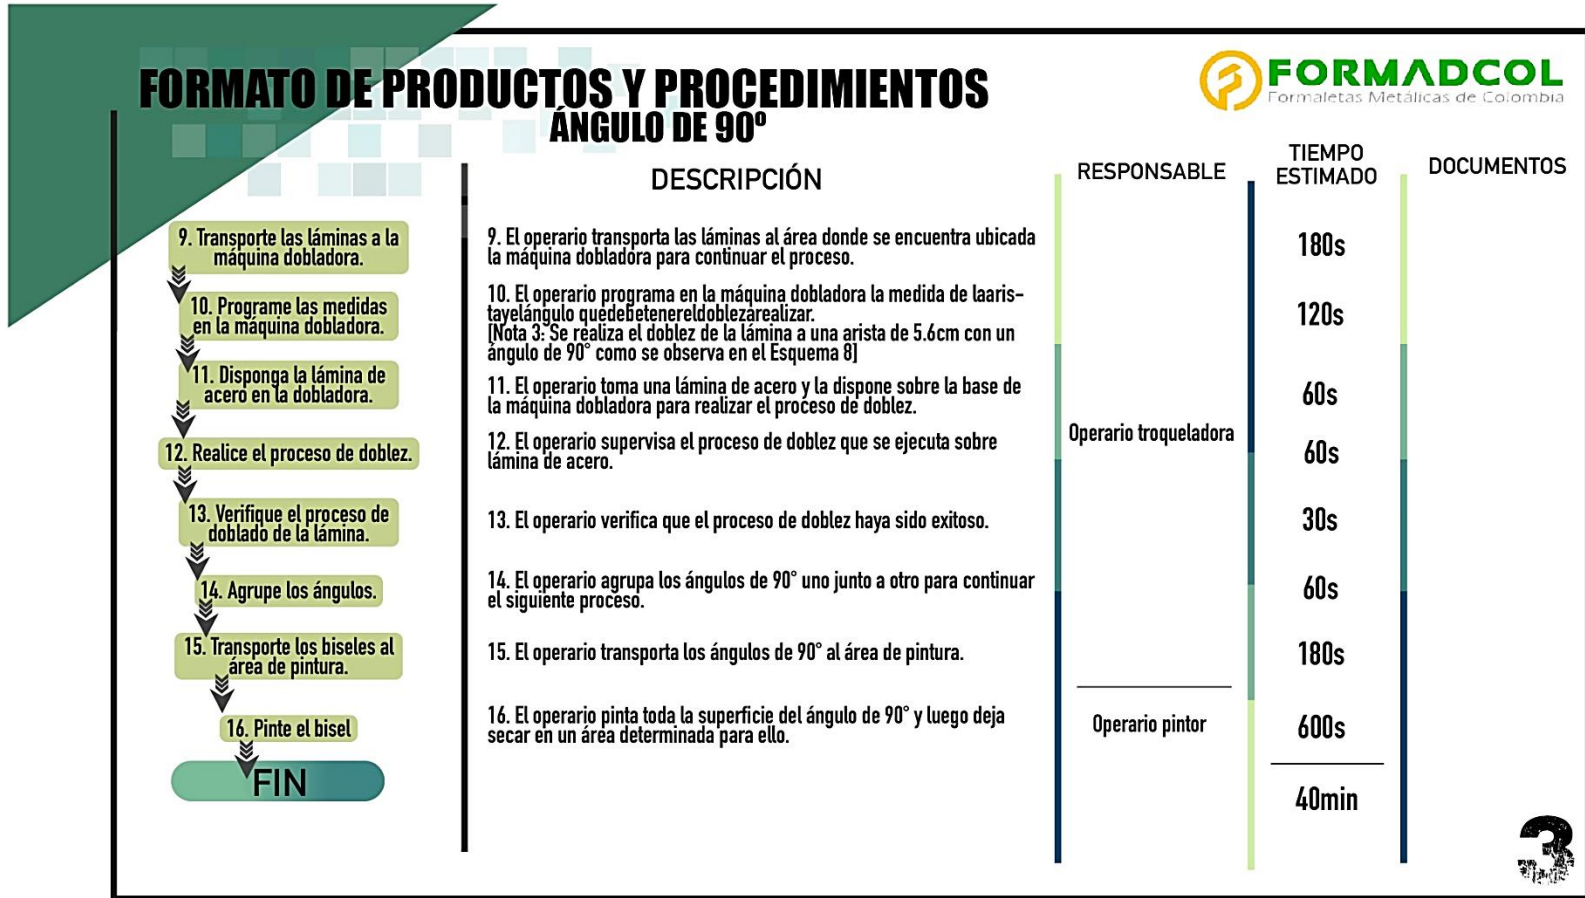 FORMATO DE PRODUCTOS Y PROCEDIMIENTOS
ÁNGULO DE 90º
FORMADCOL
Formaletas Metálicas de Colombia
DESCRIPCIÓN
RESPONSABLE
TIEMPO
ESTIMADO
DOCUMENTOS
9. Transporte las láminas a la
máquina dobladora.
9. El operario transporta las láminas al área donde se encuentra ubicada
la máquina dobladora para continuar el proceso.
180s
10. Programe las medidas
en la máquina dobladora.
10. El operario programa en la máquina dobladora la medida de laaris-
tayelángulo quedebetenereldoblezarealizar.
[Nota 3: Se realiza el doblez de la lámina a una arista de 5.6cm con un
ángulo de 90° como se observa en el Esquema 8]
120s
11. Disponga la lámina de
acero en la dobladora.
11. El operario toma una lámina de acero y la dispone sobre la base de
la máquina dobladora para realizar el proceso de doblez.
60s
12. Realice el proceso de doblez.
12. El operario supervisa el proceso de doblez que se ejecuta sobre
lámina de acero.
Operario troqueladora
60s
13. Verifique el proceso de
doblado de la lámina.
13. El operario verifica que el proceso de doblez haya sido exitoso.
30s
14. Agrupe los ángulos.
14. El operario agrupa los ángulos de 90° uno junto a otro para continuar
el siguiente proceso.
60s
15. Transporte los biseles al
área de pintura.
15. El operario transporta los ángulos de 90° al área de pintura.
180s
16. Pinte el bisel
16. El operario pinta toda la superficie del ángulo de 90° y luego deja
secar en un área determinada para ello.
Operario pintor
600s
FIN
40min
3